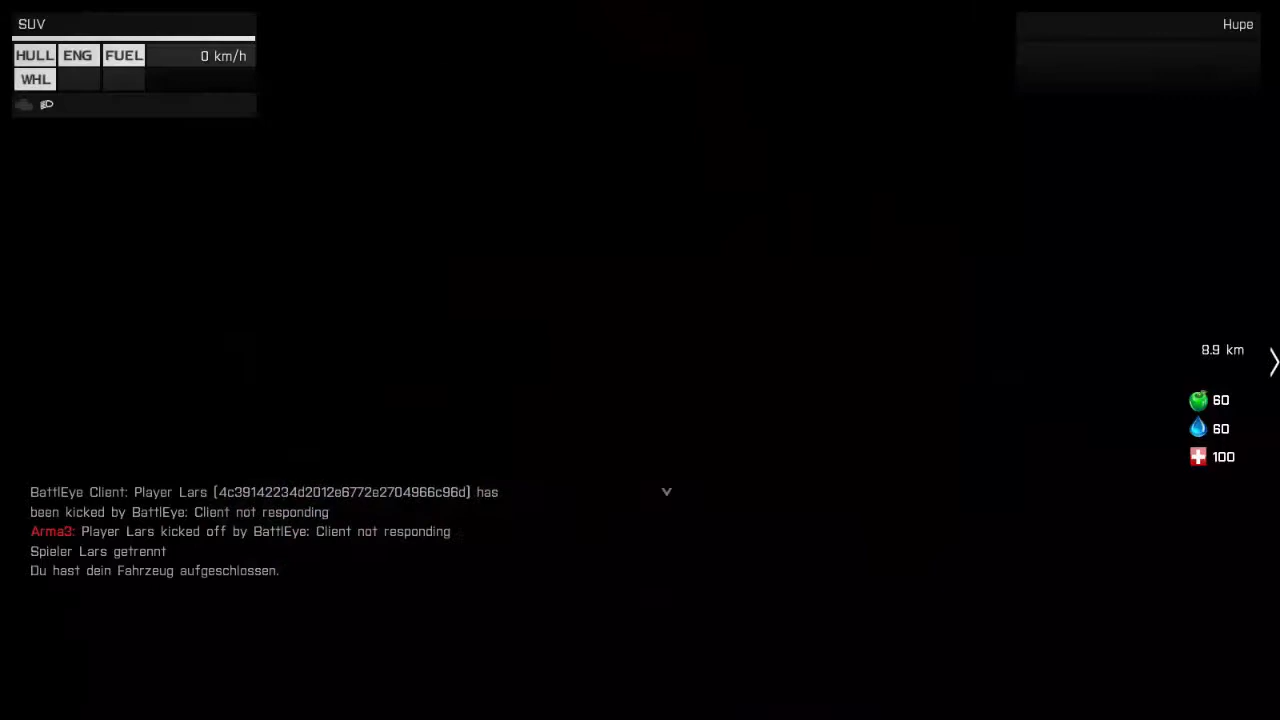 SUV
HULL ENG FUEL 0 km/h
WHL
Hupe
8.9 km
60
60
100
BattlEye Client: Player Lars (4c39142234d2012e6772e2704966c96d) has
been kicked by BattlEye: Client not responding
Arma3: Player Lars kicked off by BattlEye: Client not responding
Spieler Lars getrennt
Du hast dein Fahrzeug aufgeschlossen.